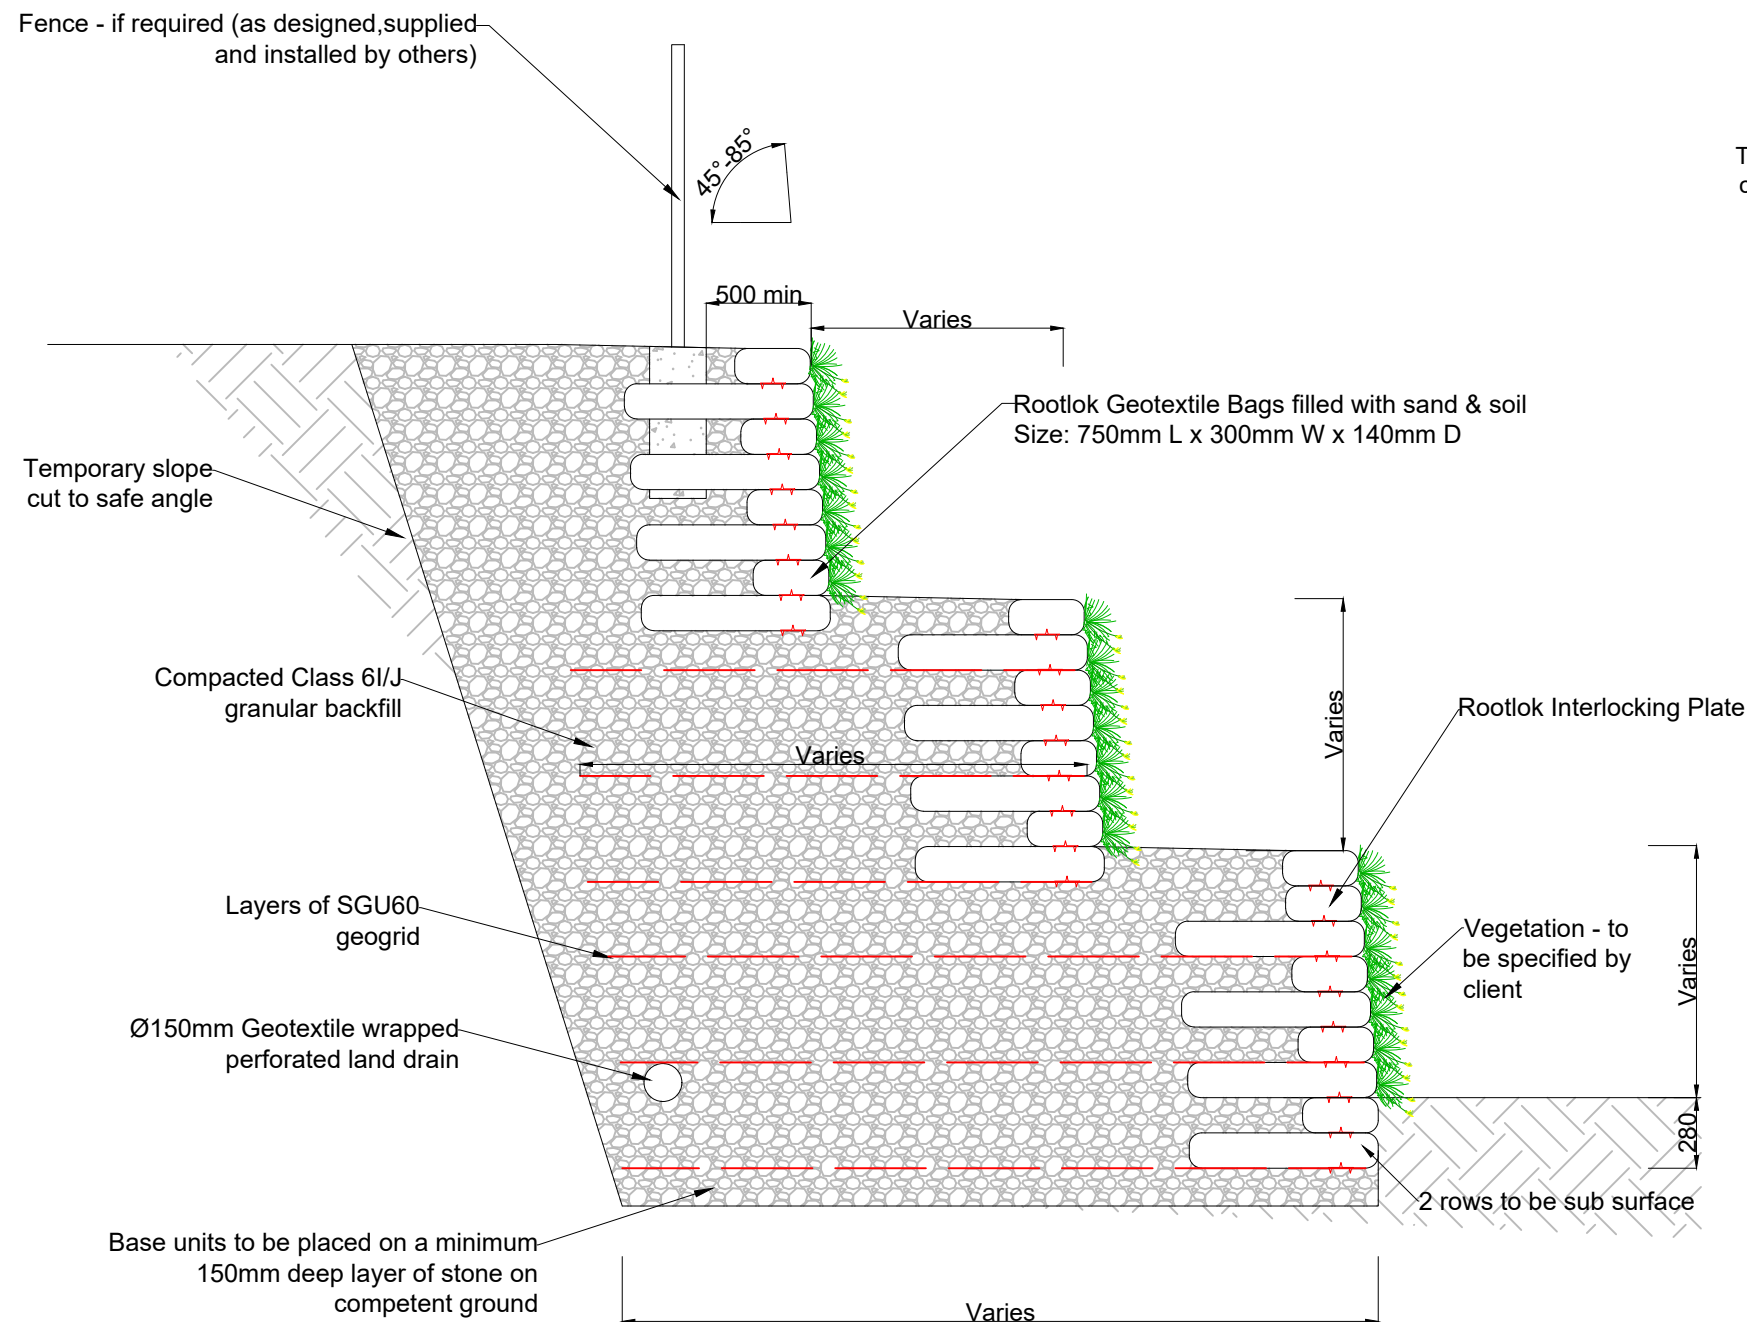 Fence - if required (as designed,supplied
and installed by others)
45°-85°
T
c
500 min
Varies
Rootlok Geotextile Bags filled with sand & soil
Size: 750mm L x 300mm W x 140mm D
Temporary slope
cut to safe angle
Compacted Class 6I/J
granular backfill
Varies
Varies
Rootlok Interlocking Plate
Layers of SGU60
geogrid
Vegetation - to
be specified by
client
Varies
Ø150mm Geotextile wrapped
perforated land drain
280
2 rows to be sub surface
Base units to be placed on a minimum
150mm deep layer of stone on
competent ground
Varies